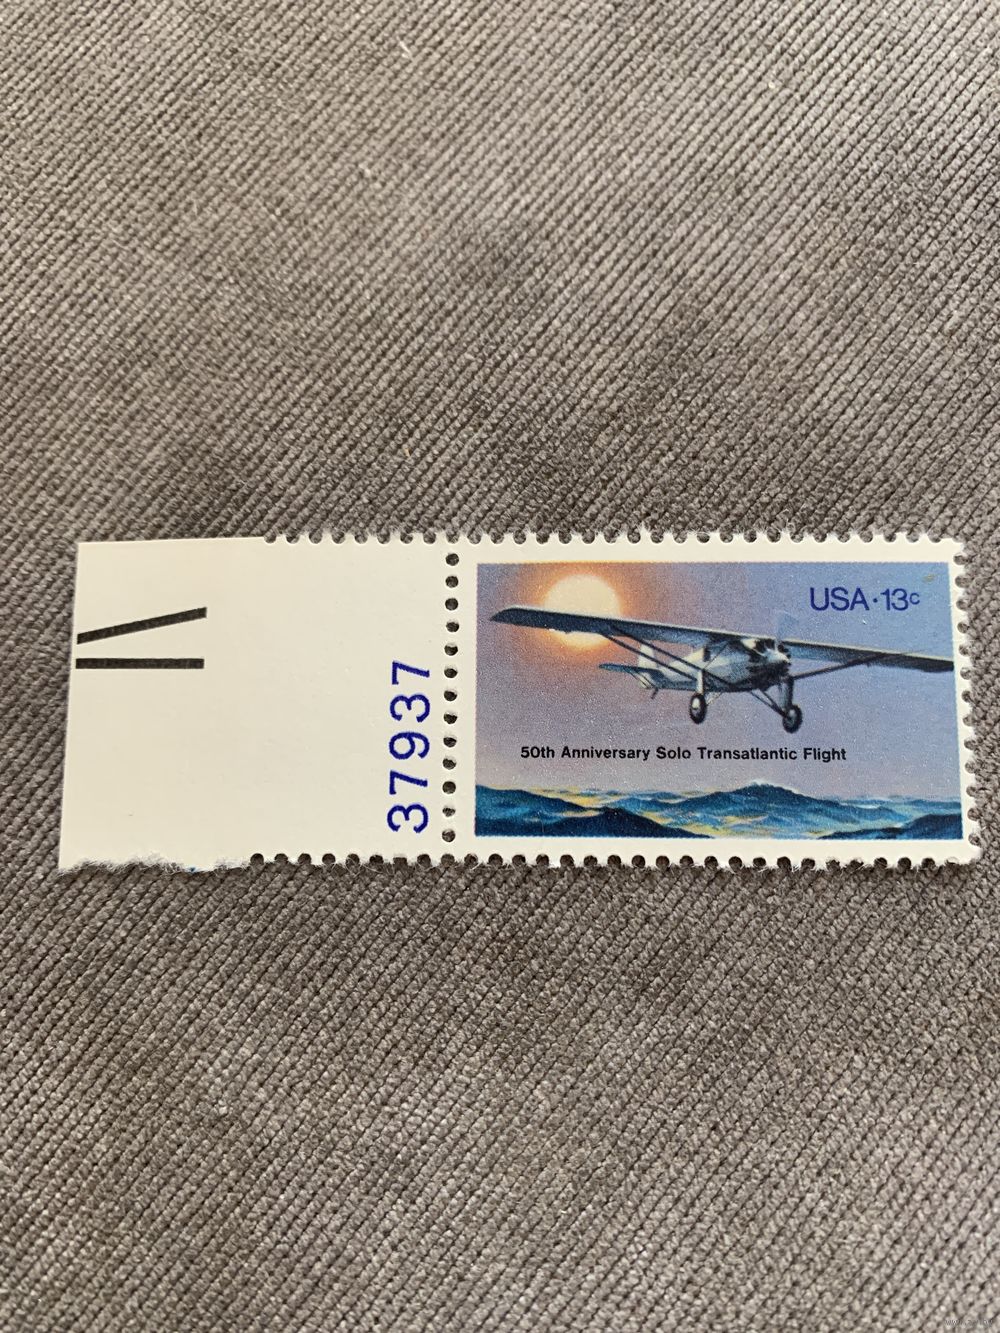 USA·13c
37937
50th Anniversary Solo Transatlantic Flight